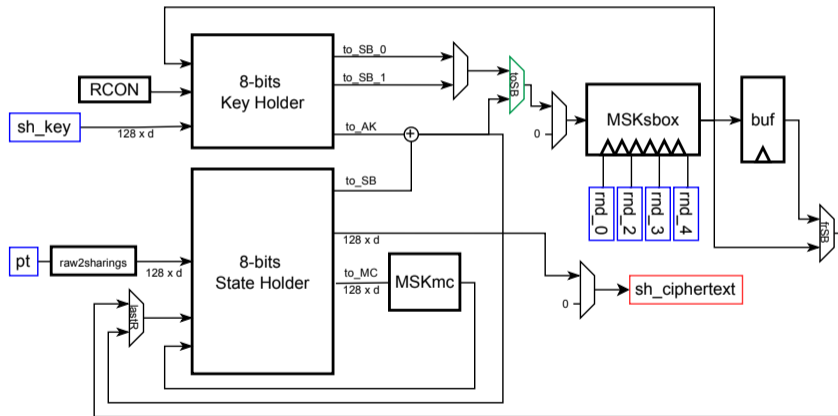 to_SB_0
8-bits
Key Holder
RCON
to_SB_1
toSB
MSKsbox
buf
sh_key
128 x d
to_AK
0
to_SB
rnd_0
rnd_2
rnd_3
rnd_4
frSB
pt
raw2sharings
128 x d
8-bits
State Holder
128 x d
to_MC
128 x d
MSKmc
lastR
0
sh_ciphertext